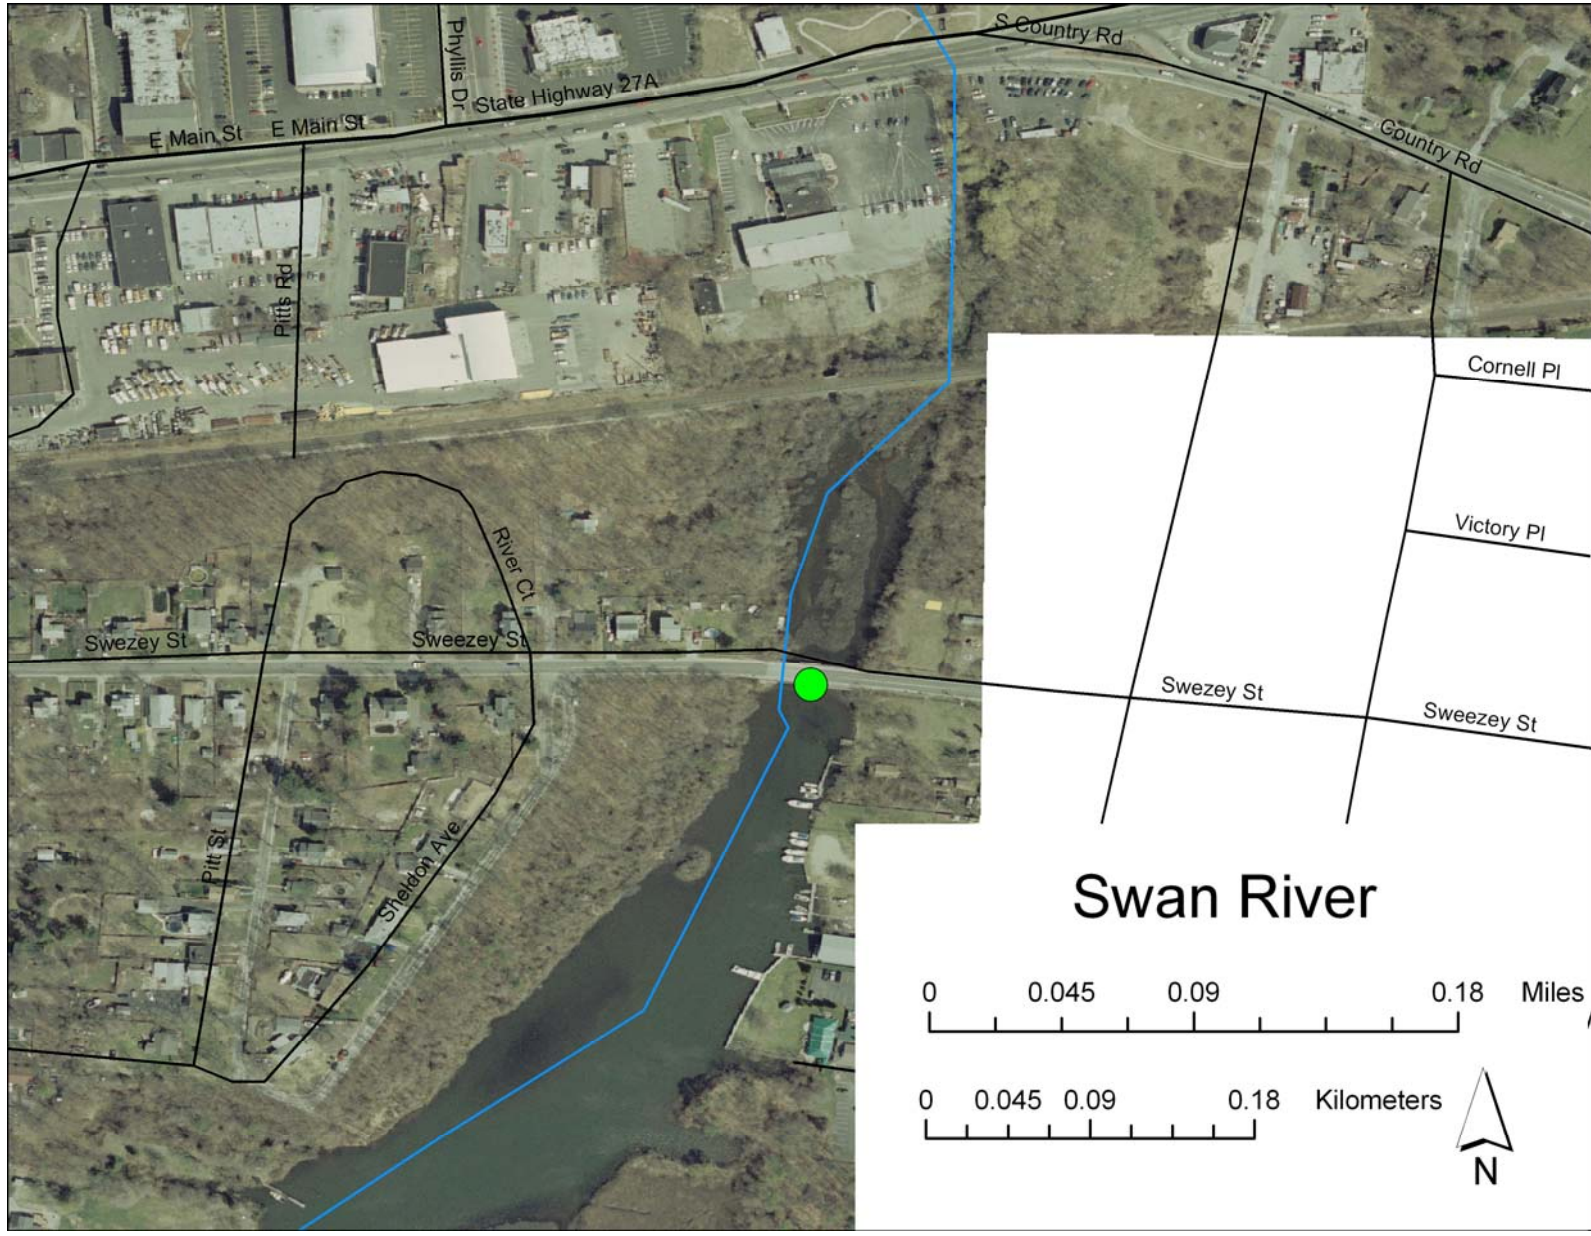 S Country Rd
Phyllis Dr
State Highway 27A
E Main St
E Main St
Country Rd
Pitts Rd
Cornell Pl
River Ct
Victory Pl
Swezey St
Sweezey St
Swezey St
Sweezey St
Pitt St
Sheldon Ave
Swan River
0 0.045 0.09 0.18 Miles
0 0.045 0.09 0.18 Kilometers
N